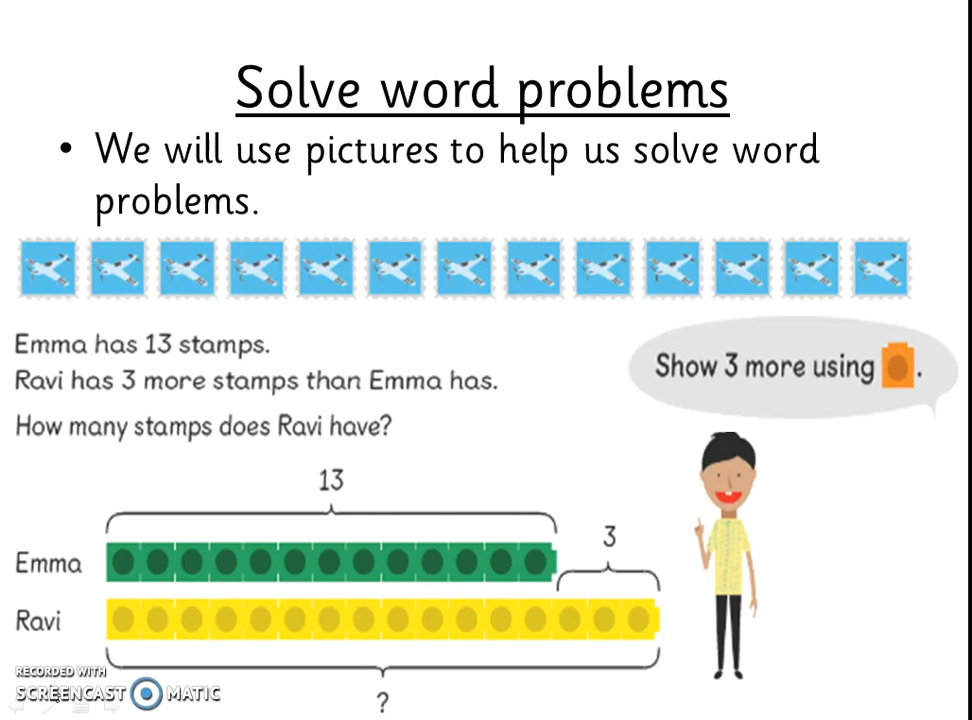 Solve word problems
• We will use pictures to help us solve word
problems.
Emma has 13 stamps.
Ravi has 3 more stamps than Emma has.
How many stamps does Ravi have?
Show 3 more using .
13
3
Emma
Ravi
?
RECORDED WITH
SCREENCAST MATIC